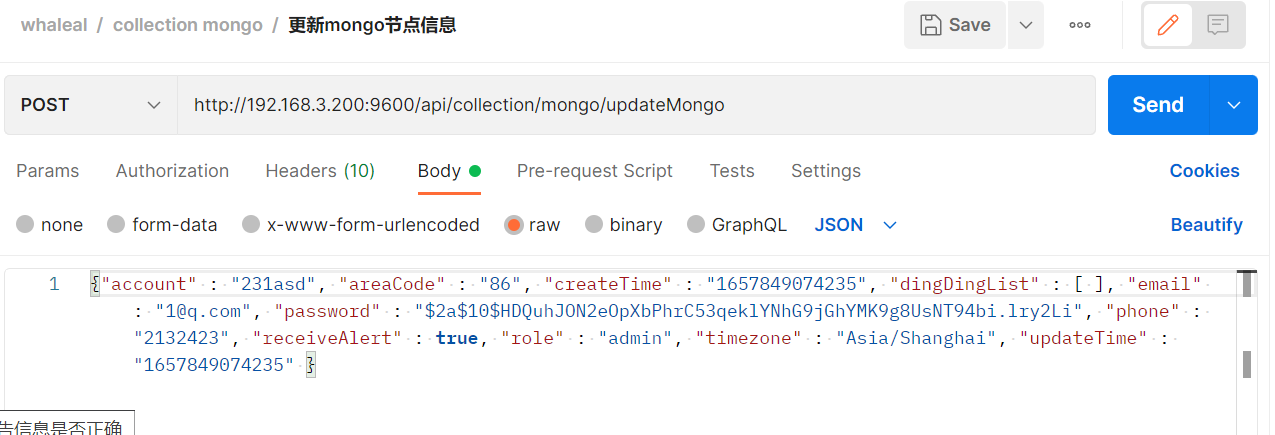 whaleal / collection mongo / 更新mongo节点信息
Save
POST
http://192.168.3.200:9600/api/collection/mongo/updateMongo
Send
Params Authorization Headers (10) Body Pre-request Script Tests Settings Cookies
none form-data x-www-form-urlencoded raw binary GraphQL JSON Beautify
1 {"account" : "231asd", "areaCode" : "86", "createTime" : "1657849074235", "dingDingList" : [ ], "email"
: "1@q.com", "password" : "$2a$10$HDQuhJON2eOpXbPhrC53qeklYNhG9jGhYMK9g8UsNT94bi.lry2Li", "phone" :
"2132423", "receiveAlert" : true, "role" : "admin", "timezone" : "Asia/Shanghai", "updateTime" :
"1657849074235" }
告信息是否正确